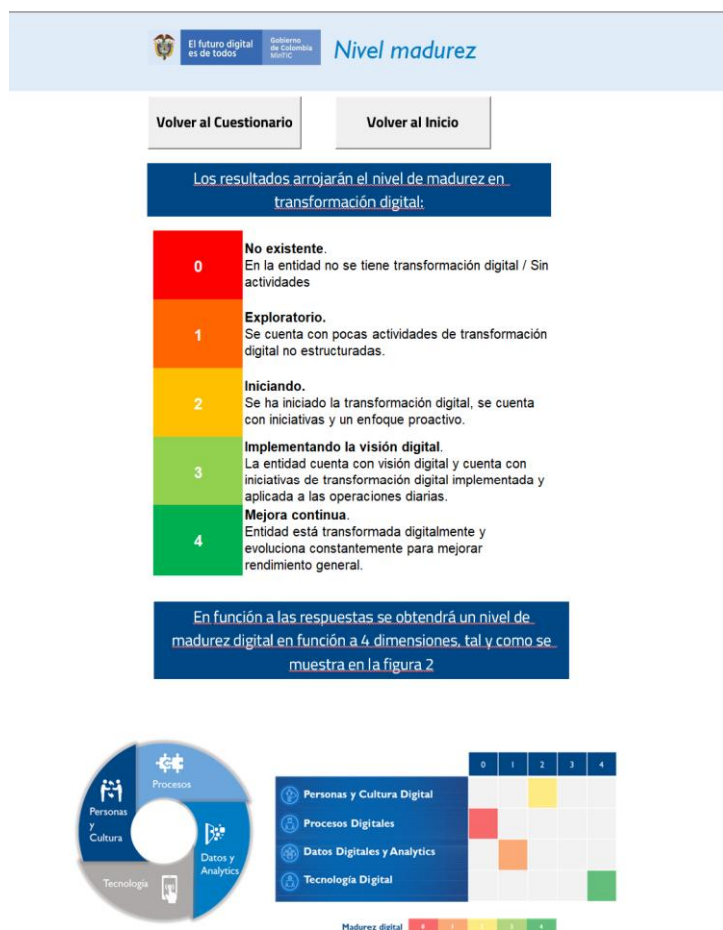 El futuro digital
es de todos
Gobierno
de Colombia
MinTIC
Nivel madurez
Volver al Cuestionario
Volver al Inicio
Los resultados arrojarán el nivel de madurez en
transformación digital:
0
No existente.
En la entidad no se tiene transformación digital / Sin
actividades
1
Exploratorio.
Se cuenta con pocas actividades de transformación
digital no estructuradas.
2
Iniciando.
Se ha iniciado la transformación digital, se cuenta
con iniciativas y un enfoque proactivo.
3
Implementando la visión digital.
La entidad cuenta con visión digital y cuenta con
iniciativas de transformación digital implementada y
aplicada a las operaciones diarias.
4
Mejora continua.
Entidad está transformada digitalmente y
evoluciona constantemente para mejorar
rendimiento general.
En función a las respuestas se obtendrá un nivel de
madurez digital en función a 4 dimensiones, tal y como se
muestra en la figura 2
Procesos
Personas
y
Cultura
Datos y
Analytics
Tecnología
0 1 2 3 4
Personas y Cultura Digital
Procesos Digitales
Datos Digitales y Analytics
Tecnología Digital
Madurez digital 0 1 2 3 4